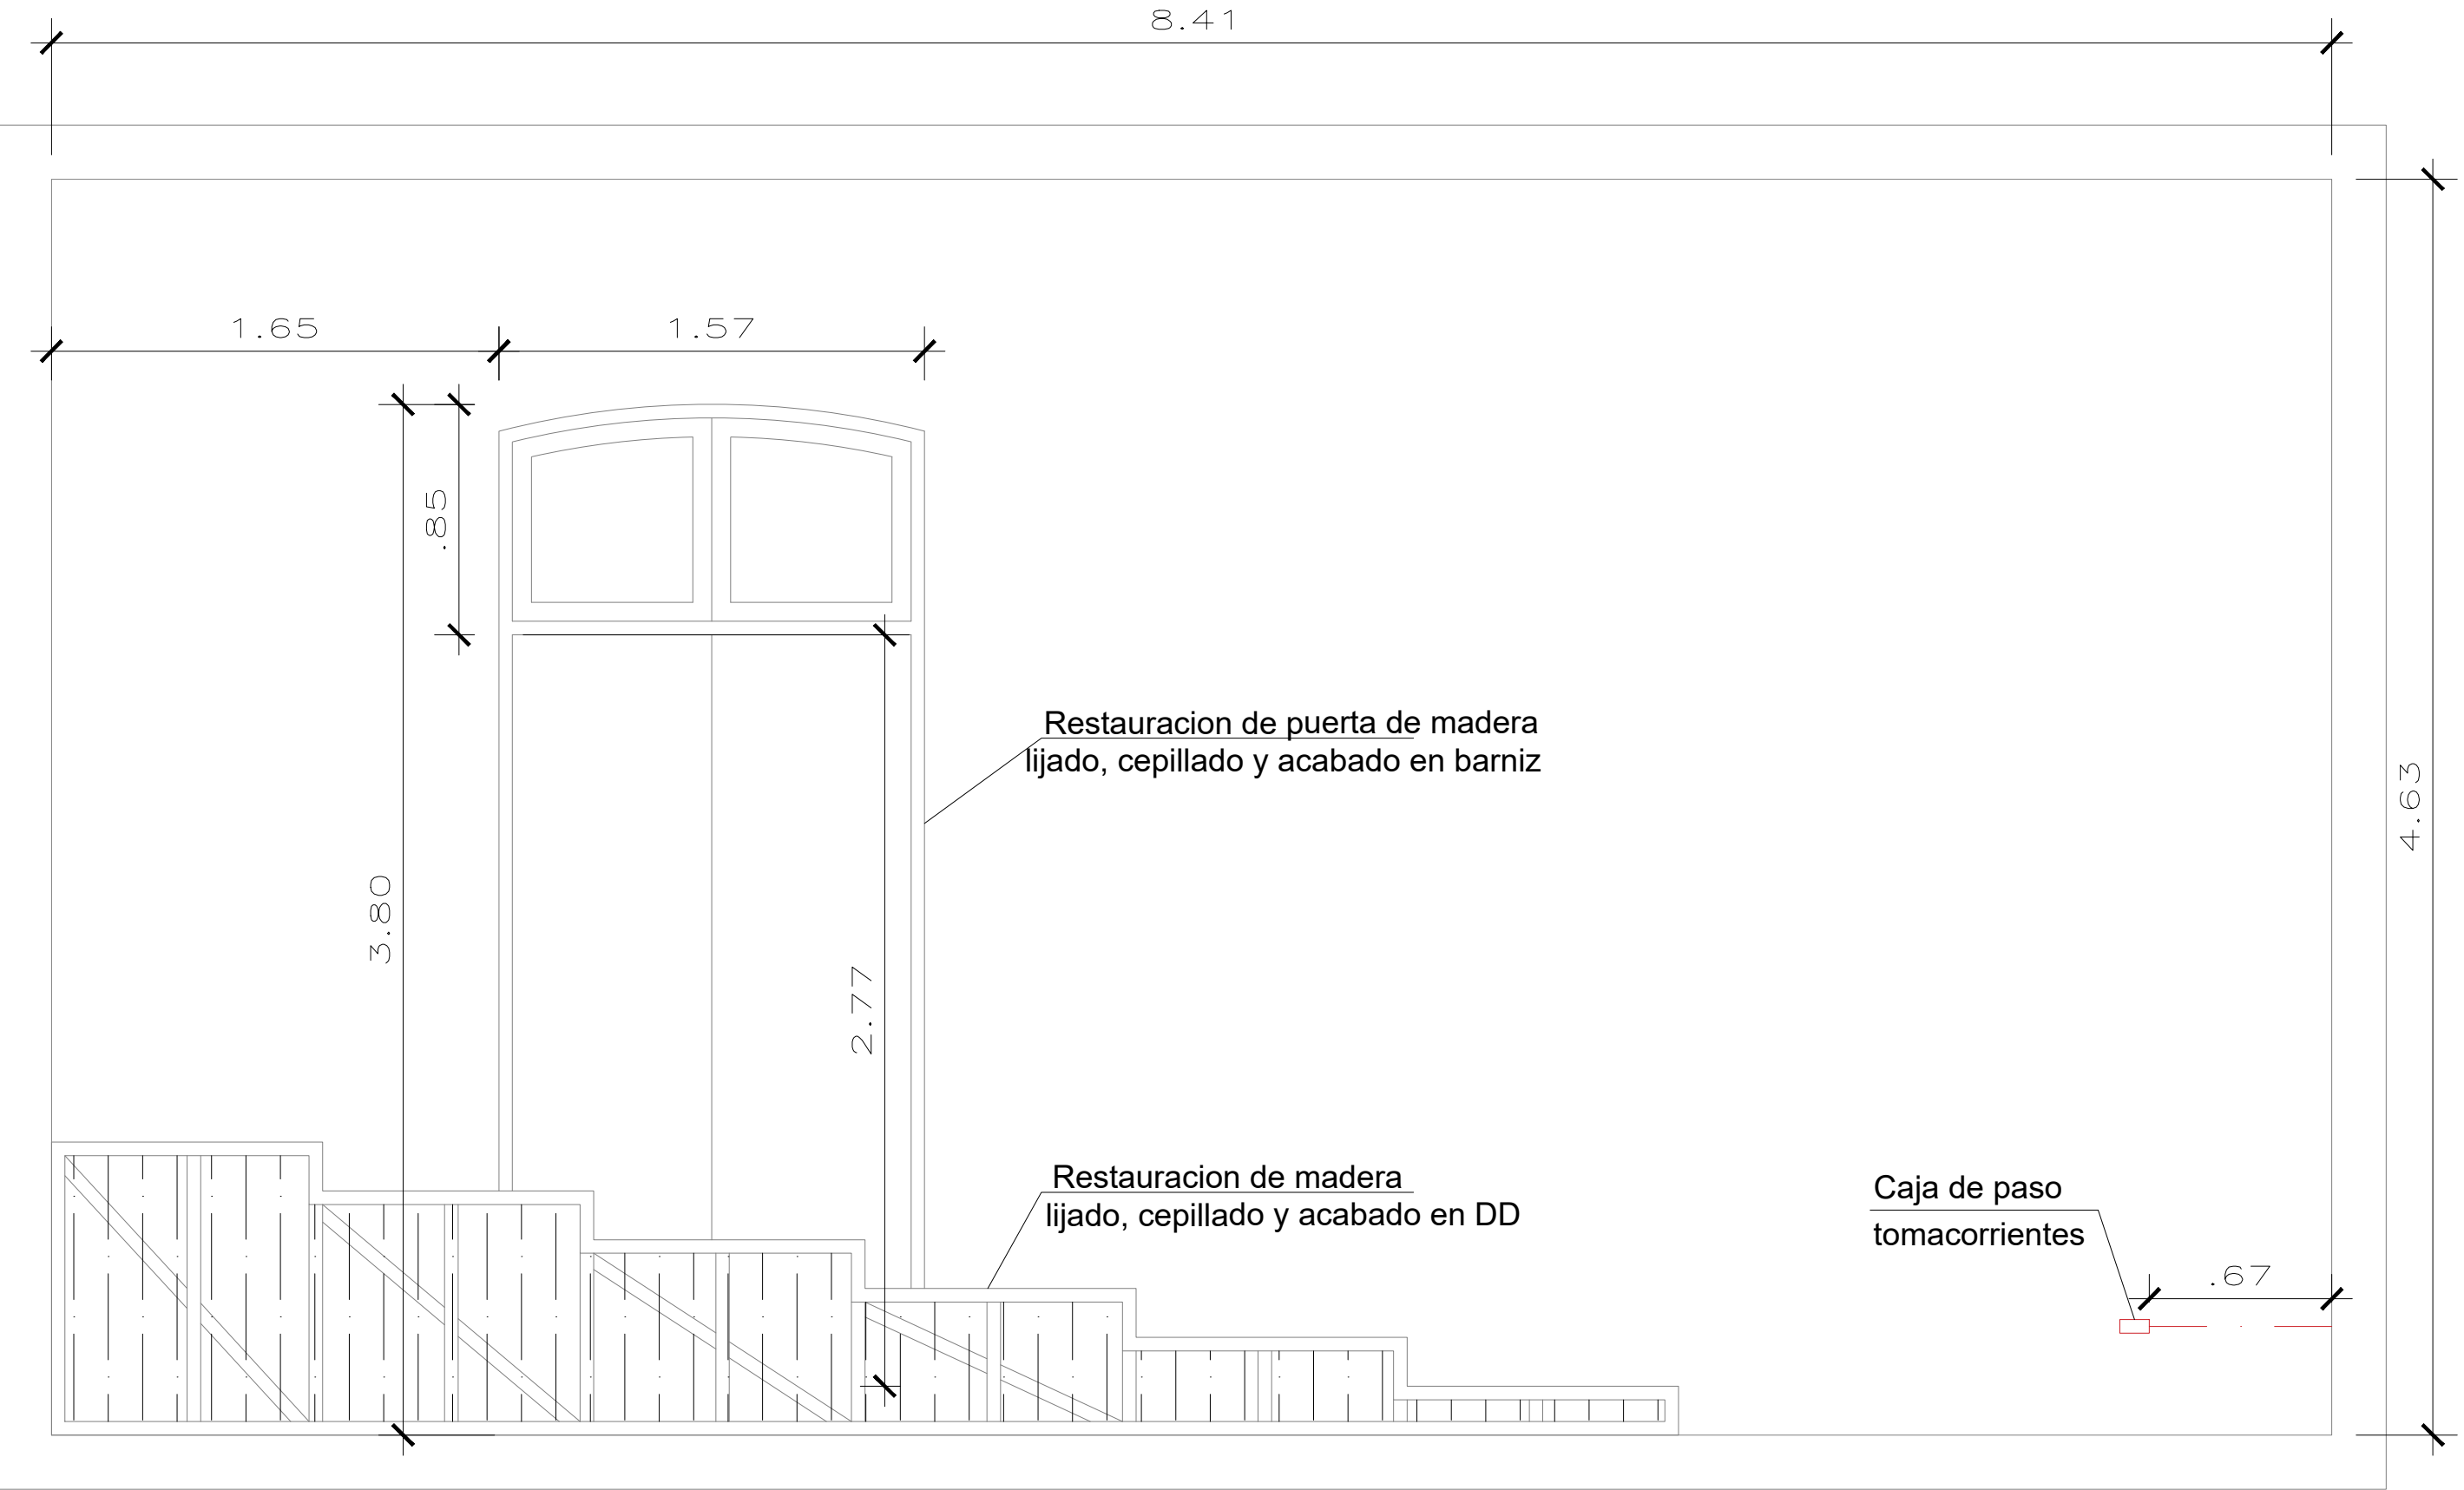 8.41
1.65
1.57
.85
Restauracion de puerta de madera
lijado, cepillado y acabado en barniz
4.63
3.80
2.77
Restauracion de madera
lijado, cepillado y acabado en DD
Caja de paso
tomacorrientes
.67